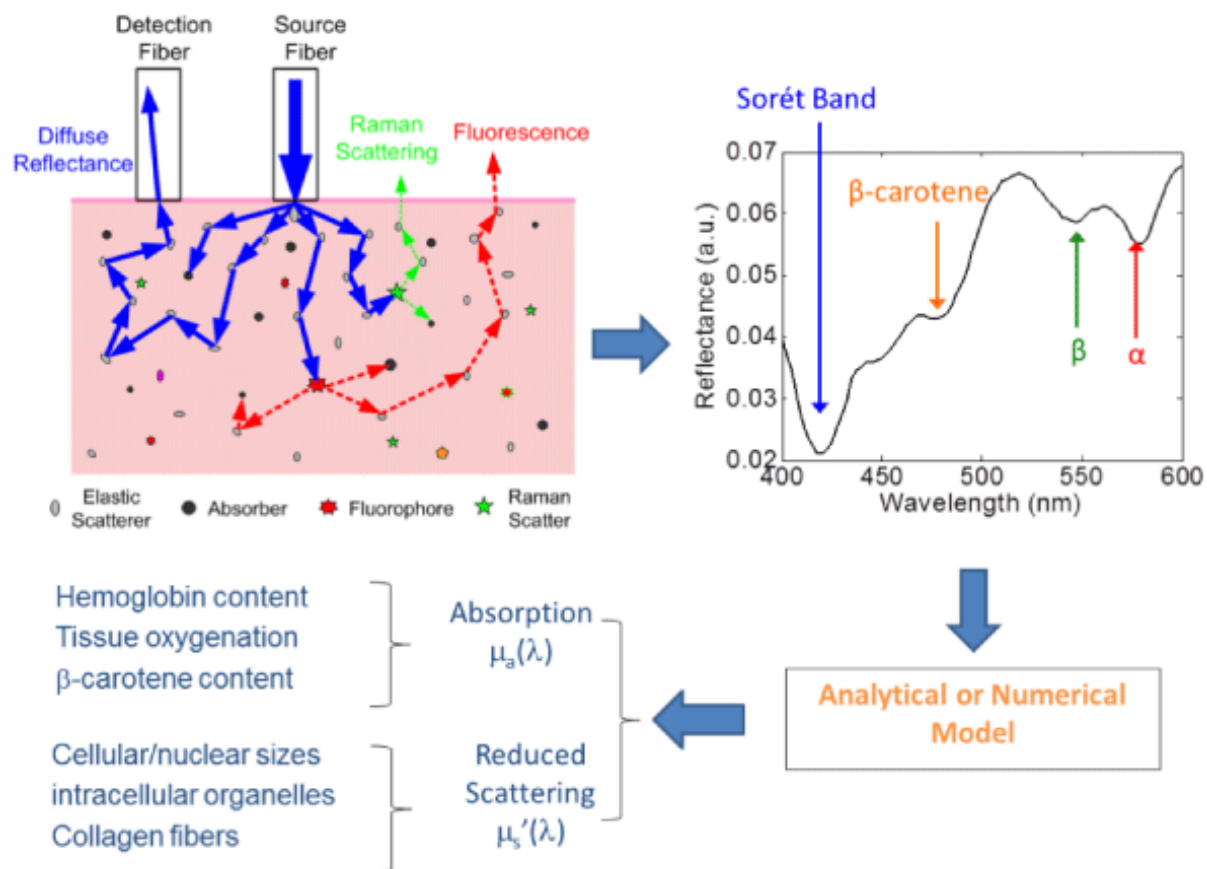 Detection
Fiber
Source
Fiber
Diffuse
Reflectance
Raman
Scattering
Fluorescence
Elastic
Scatterer
Absorber
Fluorophore
Raman
Scatter
Sorét Band
β-carotene
β
α
Reflectance (a.u.)
0.07
0.06
0.05
0.04
0.03
0.02
400
450
500
550
600
Wavelength (nm)
Analytical or Numerical
Model
Absorption
μa(λ)
Reduced
Scattering
μs'(λ)
Hemoglobin content
Tissue oxygenation
β-carotene content
Cellular/nuclear sizes
intracellular organelles
Collagen fibers